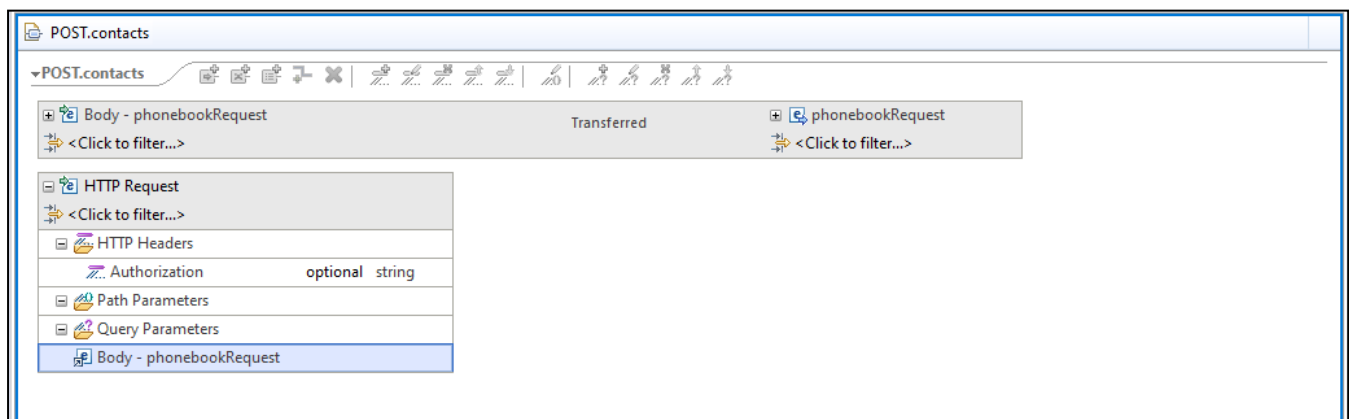 POST.contacts
POST.contacts
Body - phonebookRequest Transferred phonebookRequest
<Click to filter...> <Click to filter...>
HTTP Request
<Click to filter...>
HTTP Headers
Authorization optional string
Path Parameters
Query Parameters
Body - phonebookRequest